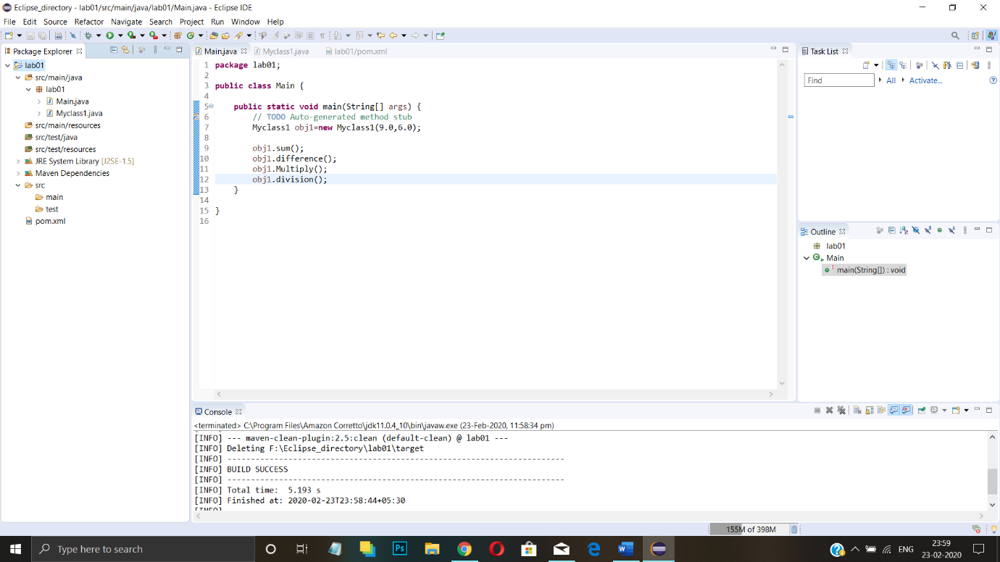 Eclipse_directory - lab01/src/main/java/lab01/Main.java - Eclipse IDE
File Edit Source Refactor Navigate Search Project Run Window Help
Package Explorer
lab01
src/main/java
lab01
Main.java
Myclass1.java
src/main/resources
src/test/java
src/test/resources
JRE System Library [J2SE-1.5]
Maven Dependencies
src
main
test
pom.xml
Main.java Myclass1.java lab01/pom.xml
1 package lab01;
2
3 public class Main {
4
5 public static void main(String[] args) {
6 // TODO Auto-generated method stub
7 Myclass1 obj1=new Myclass1(9.0,6.0);
8
9 obj1.sum();
10 obj1.difference();
11 obj1.Multiply();
12 obj1.division();
13 }
14
15 }
16
Task List
Find All Activate...
Outline
lab01
Main
main(String[]) : void
Console
<terminated> C:\Program Files\Amazon Corretto\jdk11.0.4_10\bin\javaw.exe (23-Feb-2020, 11:58:34 pm)
[INFO] --- maven-clean-plugin:2.5:clean (default-clean) @ lab01 ---
[INFO] Deleting F:\Eclipse_directory\lab01\target
[INFO] ------------------------------------------------------------------------
[INFO] BUILD SUCCESS
[INFO] ------------------------------------------------------------------------
[INFO] Total time: 5.193 s
[INFO] Finished at: 2020-02-23T23:58:44+05:30
[INFO]
155M of 398M
Type here to search
Ps
ENG
23:59
23-02-2020